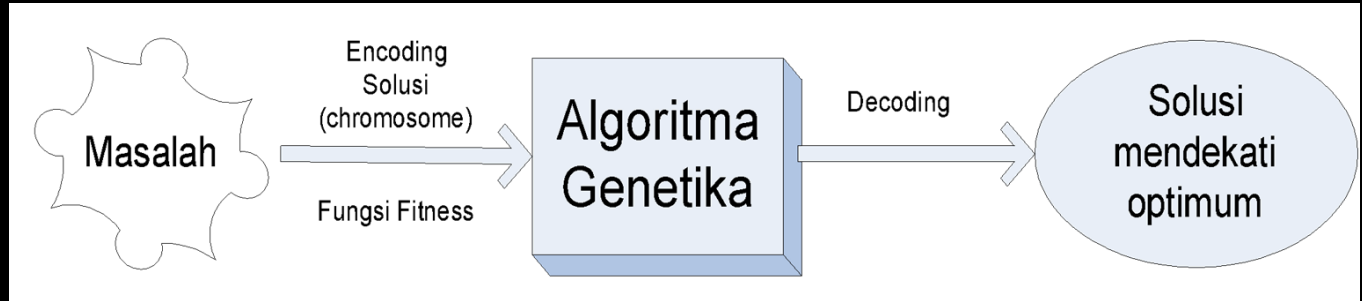 Masalah
Encoding
Solusi
(chromosome)
Fungsi Fitness
Algoritma
Genetika
Decoding
Solusi
mendekati
optimum